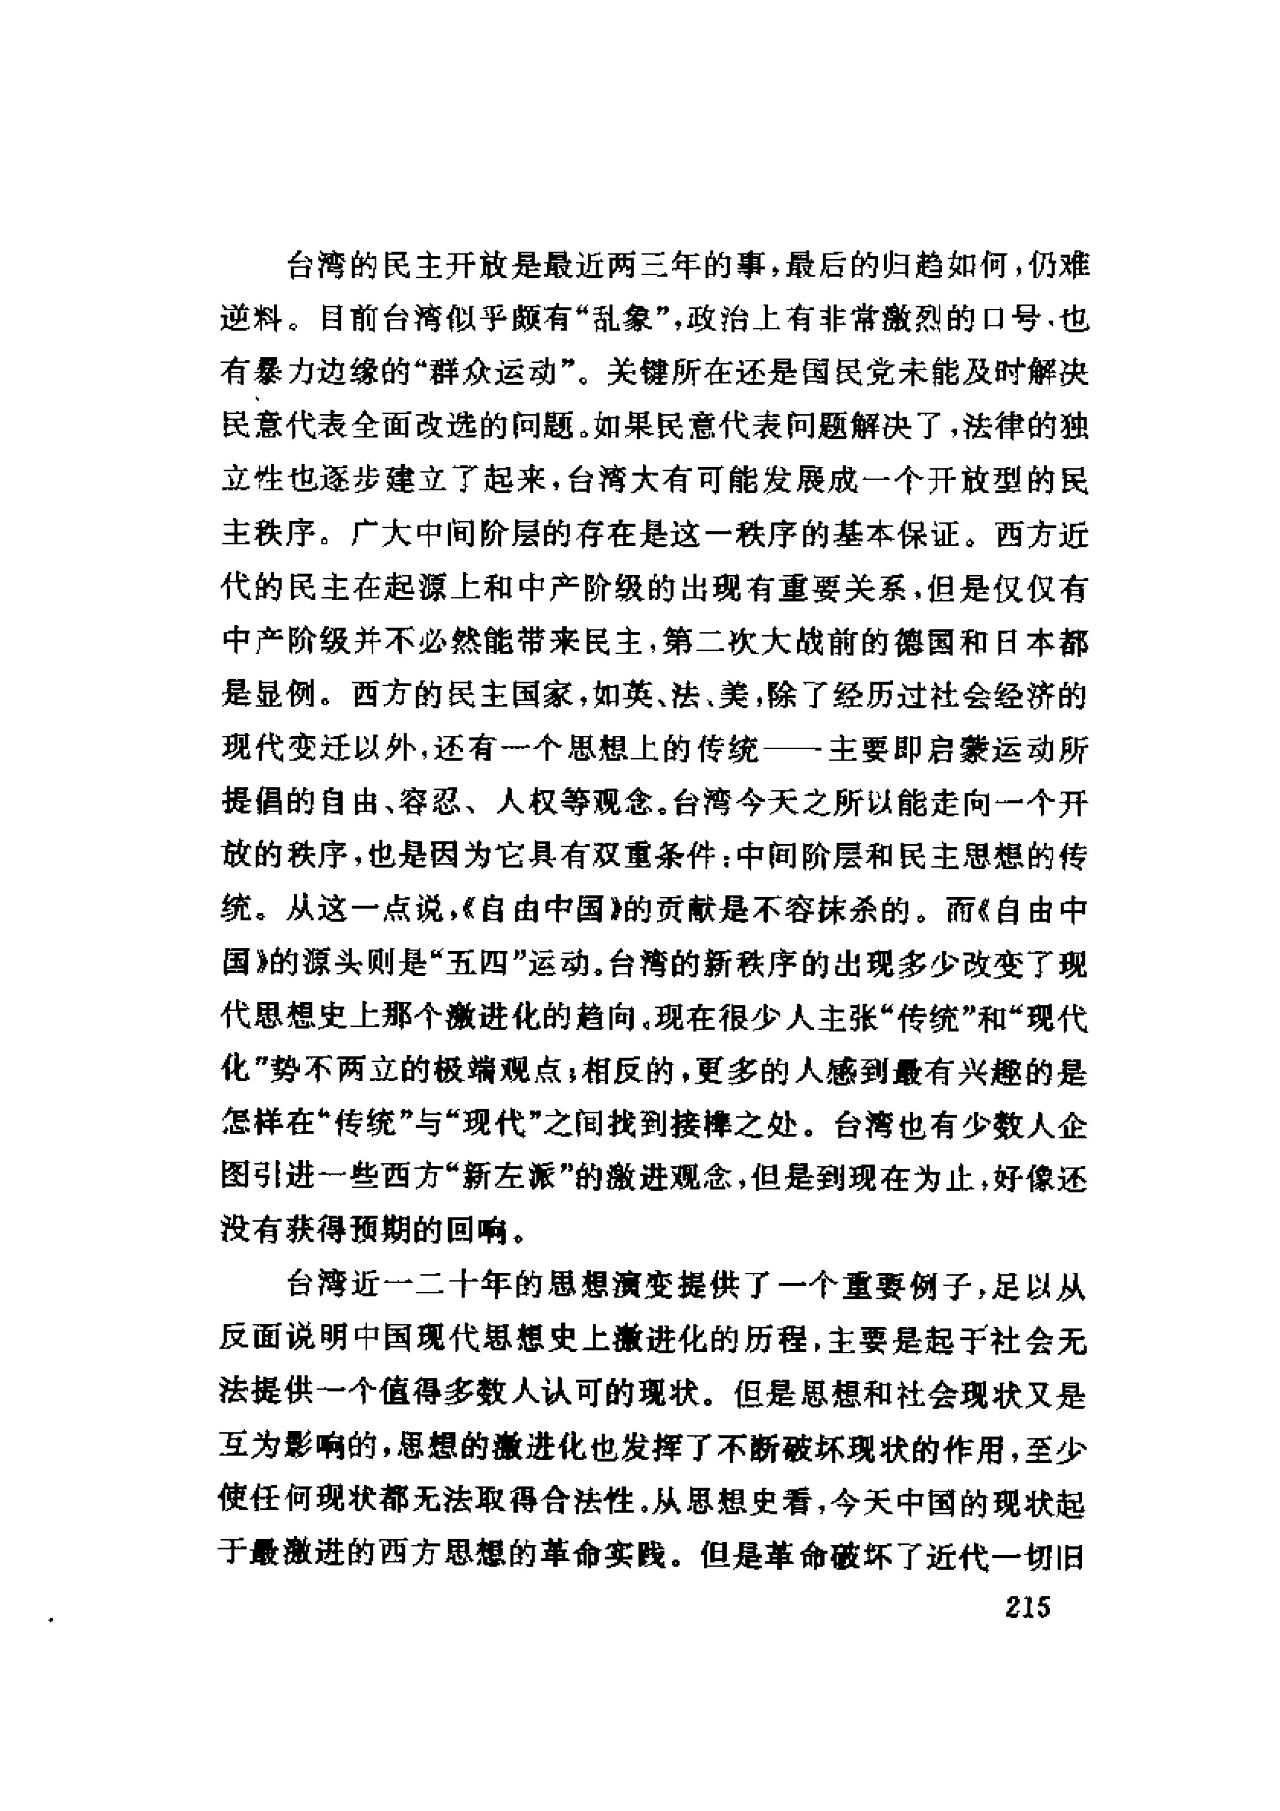 台湾的民主开放是最近两三年的事，最后的归趋如何，仍难
逆料。目前台湾似乎颇有“乱象”，政治上有非常激烈的口号，也
有暴力边缘的“群众运动”。关键所在还是国民党未能及时解决
民意代表全面改选的问题。如果民意代表问题解决了，法律的独
立性也逐步建立了起来，台湾大有可能发展成一个开放型的民
主秩序。广大中间阶层的存在是这一秩序的基本保证。西方近
代的民主在起源上和中产阶级的出现有重要关系，但是仅仅有
中产阶级并不必然能带来民主，第二次大战前的德国和日本都
是显例。西方的民主国家，如英、法、美，除了经历过社会经济的
现代变迁以外，还有一个思想上的传统——主要即启蒙运动所
提倡的自由、容忍、人权等观念。台湾今天之所以能走向一个开
放的秩序，也是因为它具有双重条件：中间阶层和民主思想的传
统。从这一点说，《自由中国》的贡献是不容抹杀的。而《自由中
国》的源头则是“五四”运动。台湾的新秩序的出现多少改变了现
代思想史上那个激进化的趋向。现在很少人主张“传统”和“现代
化”势不两立的极端观点；相反的，更多的人感到最有兴趣的是
怎样在“传统”与“现代”之间找到接榫之处。台湾也有少数人企
图引进一些西方“新左派”的激进观念，但是到现在为止，好像还
没有获得预期的回响。
台湾近一二十年的思想演变提供了一个重要例子，足以从
反面说明中国现代思想史上激进化的历程，主要是起于社会无
法提供一个值得多数人认可的现状。但是思想和社会现状又是
互为影响的，思想的激进化也发挥了不断破坏现状的作用，至少
使任何现状都无法取得合法性。从思想史看，今天中国的现状起
于最激进的西方思想的革命实践。但是革命破坏了近代一切旧
215